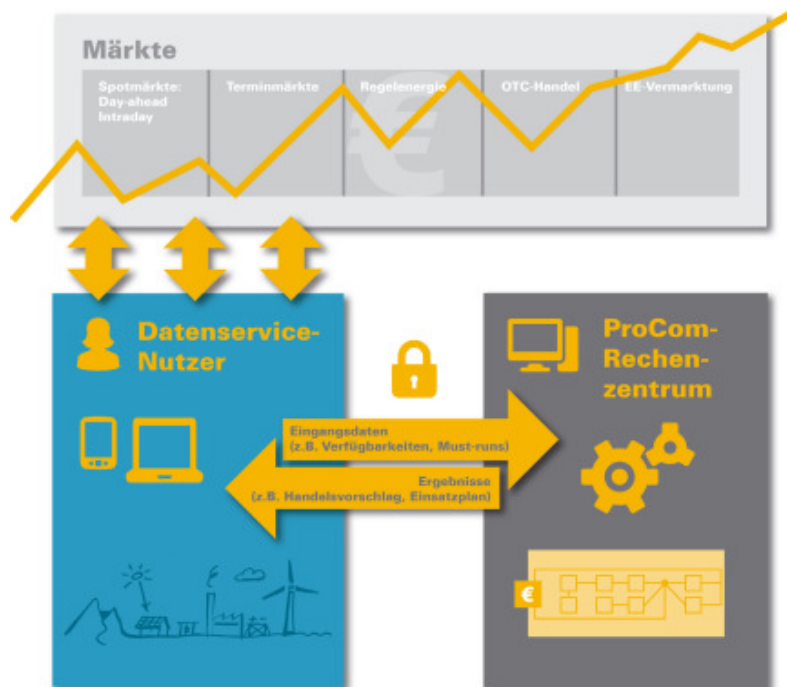 Märkte
Spotmärkte:
Day-ahead
Intraday
Terminmärkte
Regelenergie
OTC-Handel
EE-Vermarktung
€
Datenservice-
Nutzer
ProCom-
Rechen-
zentrum
Eingangsdaten
(z.B. Verfügbarkeiten, Must-runs)
Ergebnisse
(z.B. Handelsvorschlag, Einsatzplan)
€